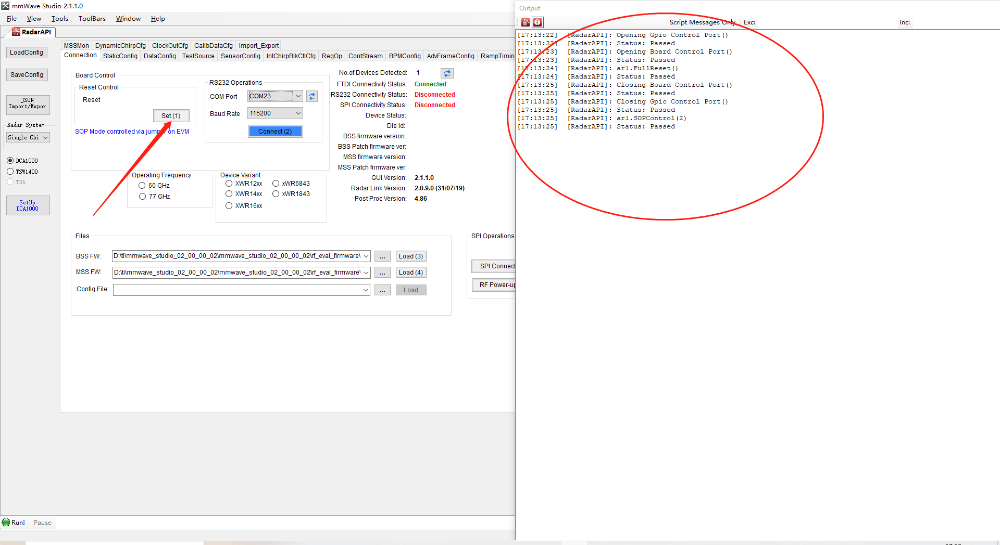 mmWave Studio 2.1.1.0
File View Tools ToolBars Window Help
RadarAPI
LoadConfig
SaveConfig
JSON
Import/Expor
Radar System
Single Chi
DCA1000
TSW1400
TDA
SetUp
DCA1000
MSSMon DynamicChirpCfg ClockOutCfg CalibDataCfg Import_Export
Connection StaticConfig DataConfig TestSource SensorConfig IntChirpBlkCtlCfg RegOp ContStream BPMConfig AdvFrameConfig RampTimin
Board Control
Reset Control
Reset
Set (1)
SOP Mode controlled via jumper on EVM
RS232 Operations
COM Port COM23
Baud Rate 115200
Connect (2)
No.of Devices Detected: 1
FTDI Connectivity Status: Connected
RS232 Connectivity Status: Disconnected
SPI Connectivity Status: Disconnected
Device Status:
Die Id:
BSS firmware version:
BSS Patch firmware ver:
MSS firmware version:
MSS Patch firmware ver:
GUI Version: 2.1.1.0
Radar Link Version: 2.0.9.0 (31/07/19)
Post Proc Version: 4.86
Operating Frequency
60 GHz
77 GHz
Device Variant
XWR12xx xWR6843
XWR14xx xWR1843
XWR16xx
Files
BSS FW: D:\ti\mmwave_studio_02_00_00_02\mmwave_studio_02_00_00_02\rf_eval_firmware\ ... Load (3)
MSS FW: D:\ti\mmwave_studio_02_00_00_02\mmwave_studio_02_00_00_02\rf_eval_firmware\ ... Load (4)
Config File: ... Load
SPI Operations
SPI Connect
RF Power-up
Run! Pause
Output
Script Messages Only Exc: Inc:
[17:13:22] [RadarAPI]: Opening Gpio Control Port()
[17:13:22] [RadarAPI]: Status: Passed
[17:13:23] [RadarAPI]: Opening Board Control Port()
[17:13:23] [RadarAPI]: Status: Passed
[17:13:24] [RadarAPI]: ar1.FullReset()
[17:13:24] [RadarAPI]: Status: Passed
[17:13:25] [RadarAPI]: Closing Board Control Port()
[17:13:25] [RadarAPI]: Status: Passed
[17:13:25] [RadarAPI]: Closing Gpio Control Port()
[17:13:25] [RadarAPI]: Status: Passed
[17:13:25] [RadarAPI]: ar1.SOPControl(2)
[17:13:25] [RadarAPI]: Status: Passed